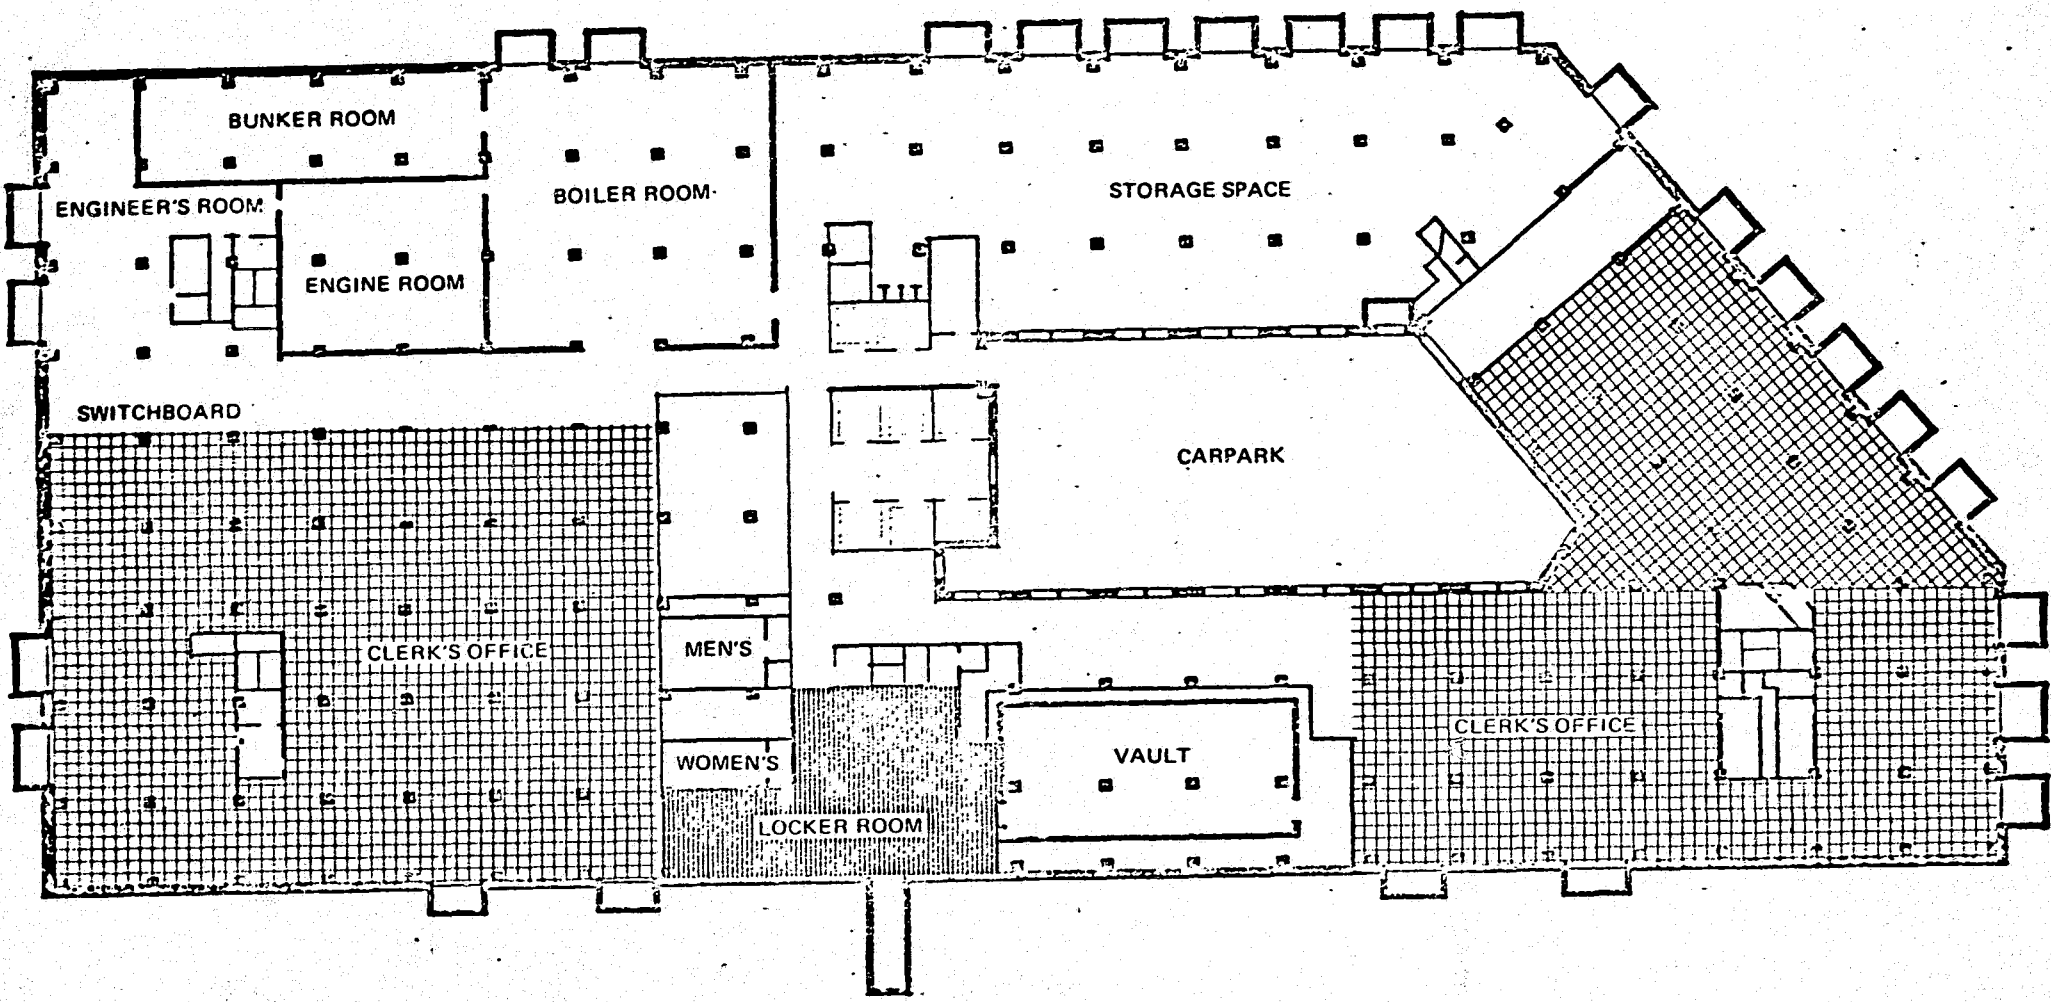 BUNKER ROOM
BOILER ROOM
STORAGE SPACE
ENGINEER'S ROOM
ENGINE ROOM
SWITCHBOARD
CARPARK
CLERK'S OFFICE
MEN'S
CLERK'S OFFICE
WOMEN'S
VAULT
LOCKER ROOM